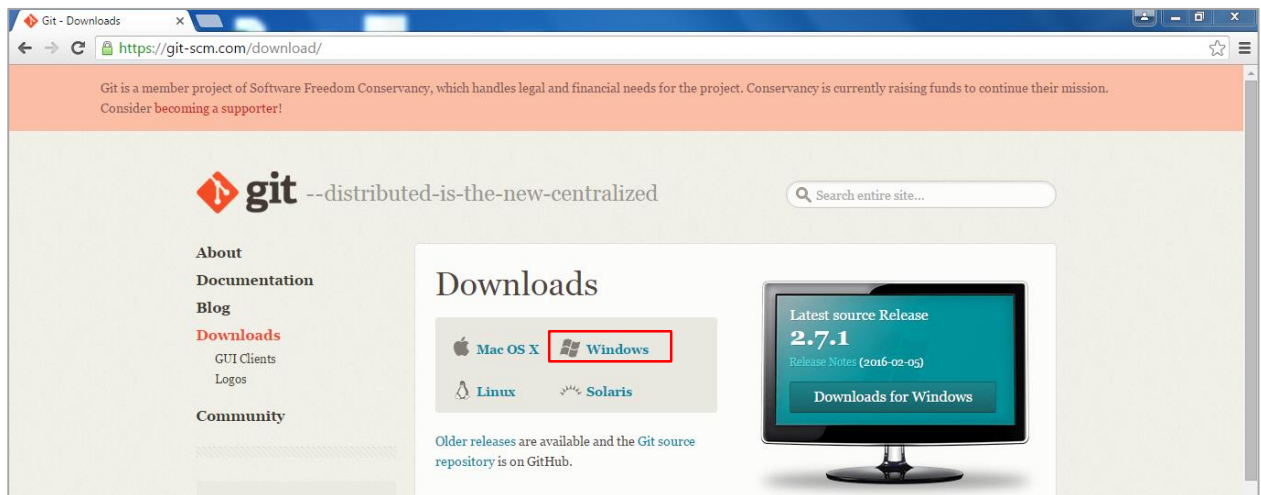 Git - Downloads
https://git-scm.com/download/
Git is a member project of Software Freedom Conservancy, which handles legal and financial needs for the project. Conservancy is currently raising funds to continue their mission.
Consider becoming a supporter!
git --distributed-is-the-new-centralized
Search entire site...
About
Documentation
Blog
Downloads
GUI Clients
Logos
Community
Downloads
Mac OS X
Windows
Linux
Solaris
Older releases are available and the Git source
repository is on GitHub.
Latest source Release
2.7.1
Release Notes (2016-02-05)
Downloads for Windows